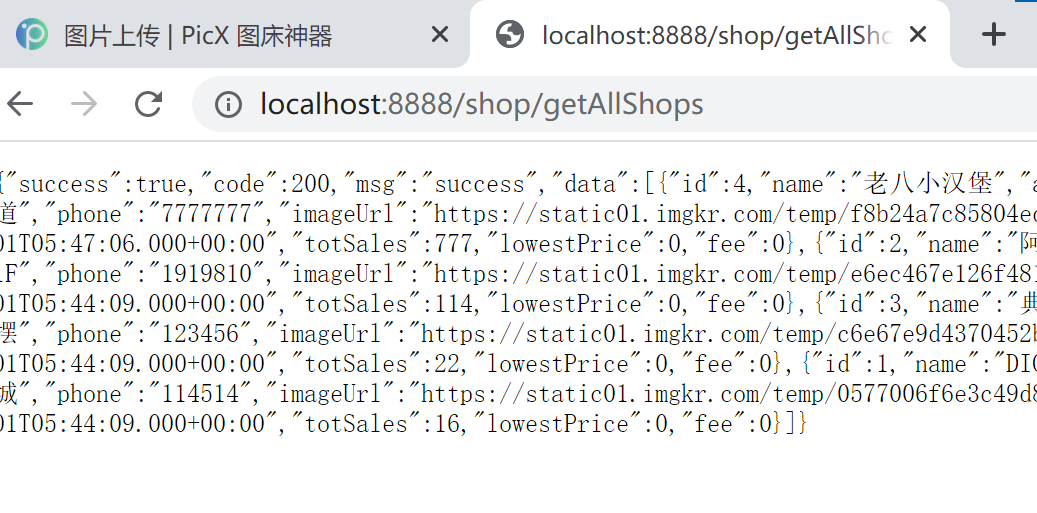 图片上传 | PicX 图床神器
localhost:8888/shop/getAllSho
localhost:8888/shop/getAllShops
{"success":true,"code":200,"msg":"success","data":[{"id":4,"name":"老八小汉堡","a
道","phone":"7777777","imageUrl":"https://static01.imgkr.com/temp/f8b24a7c85804ec
01T05:47:06.000+00:00","totSales":777,"lowestPrice":0,"fee":0},{"id":2,"name":"阿
1F","phone":"1919810","imageUrl":"https://static01.imgkr.com/temp/e6ec467e126f481
01T05:44:09.000+00:00","totSales":114,"lowestPrice":0,"fee":0},{"id":3,"name":"典
摆","phone":"123456","imageUrl":"https://static01.imgkr.com/temp/c6e67e9d4370452b
01T05:44:09.000+00:00","totSales":22,"lowestPrice":0,"fee":0},{"id":1,"name":"DIO
城","phone":"114514","imageUrl":"https://static01.imgkr.com/temp/0577006f6e3c49d8
01T05:44:09.000+00:00","totSales":16,"lowestPrice":0,"fee":0}]}